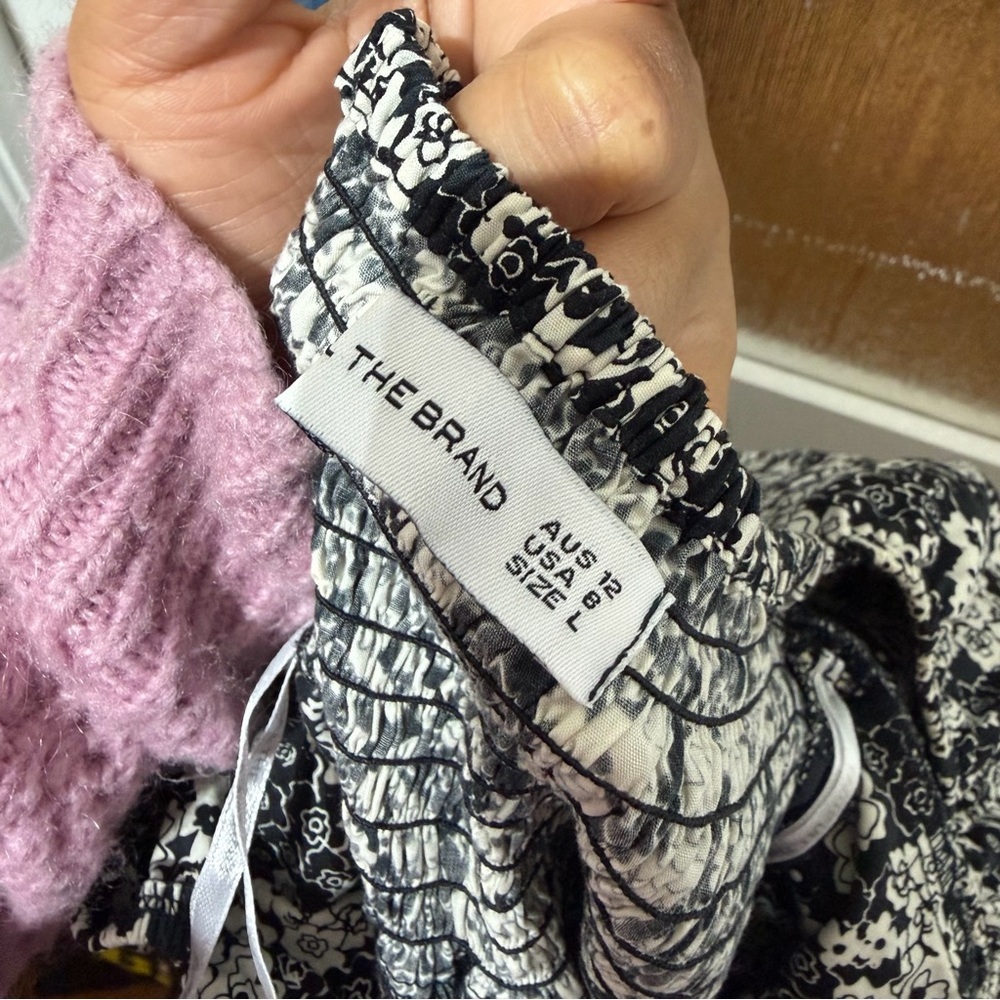 THE BRAND
AUS 12
USA 8
SIZE L